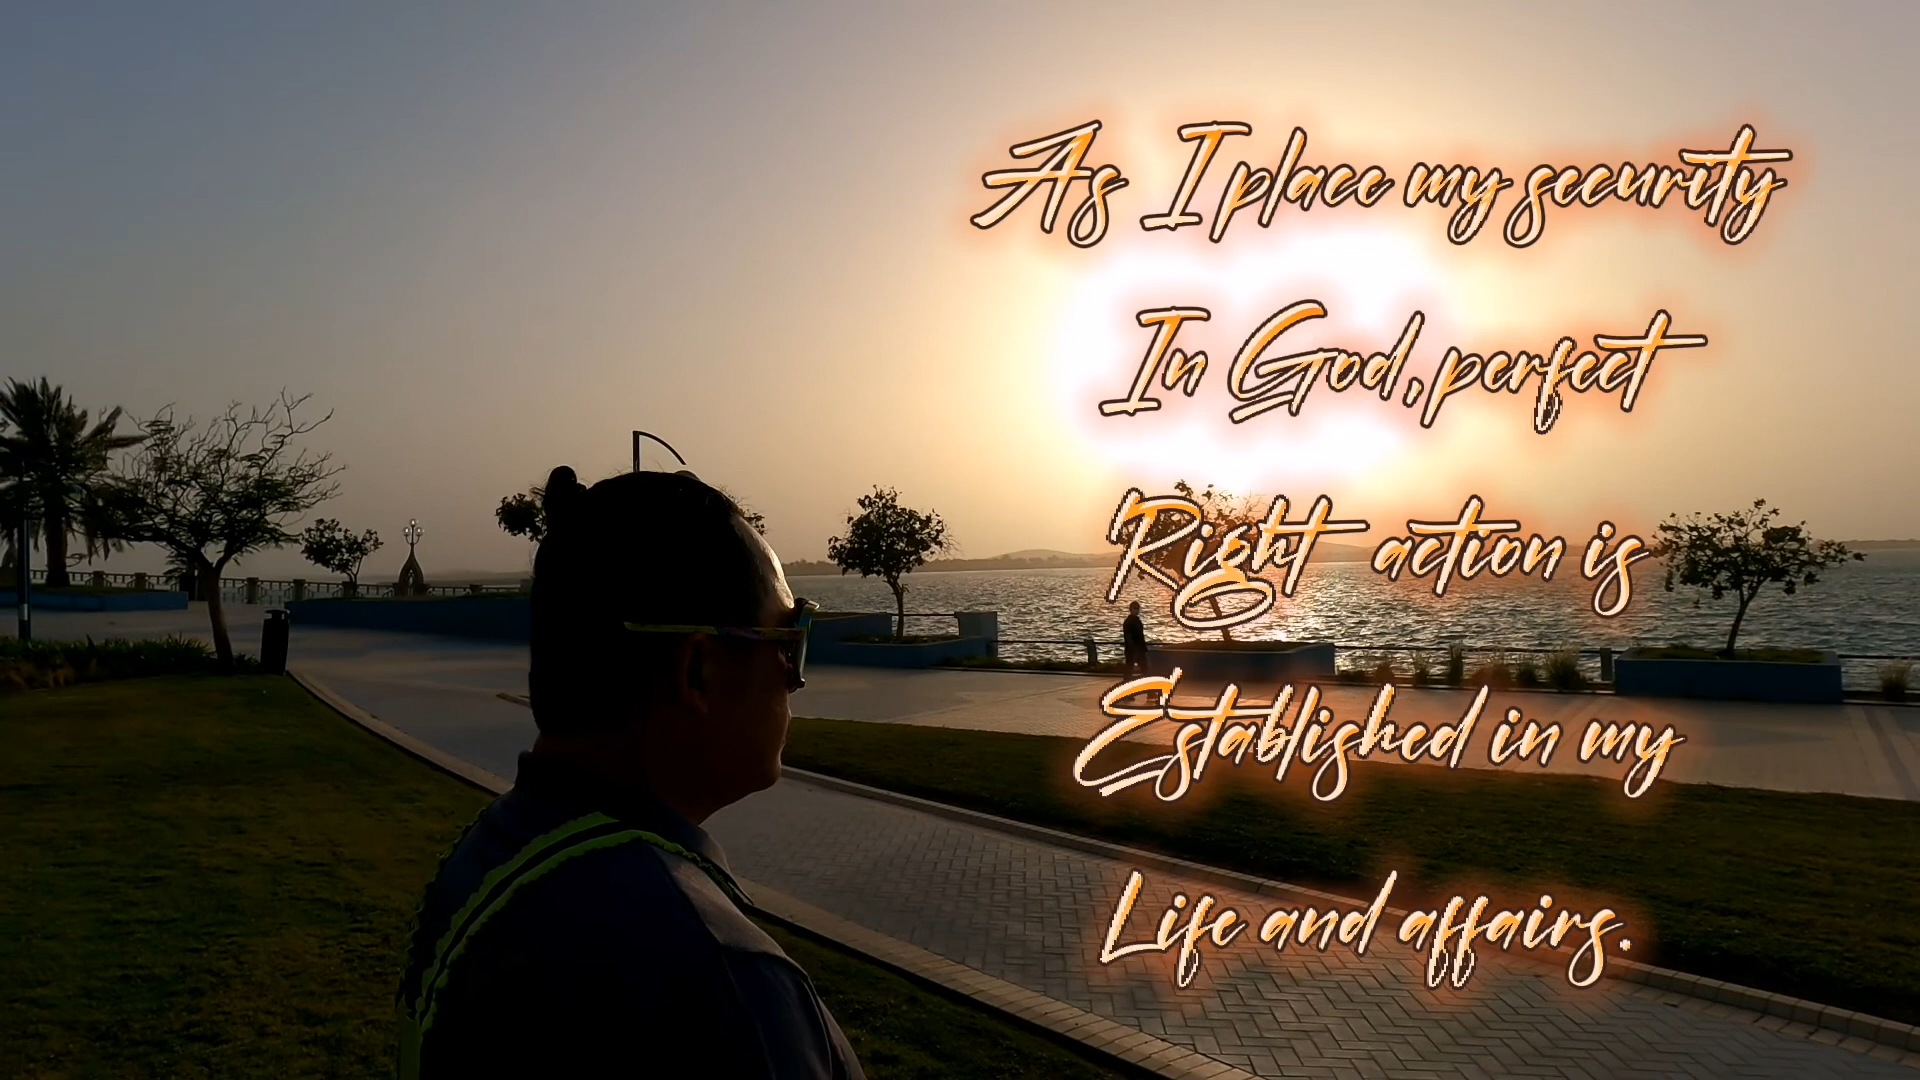 As I place my security
In God, perfect
Right action is
Established in my
Life and affairs.